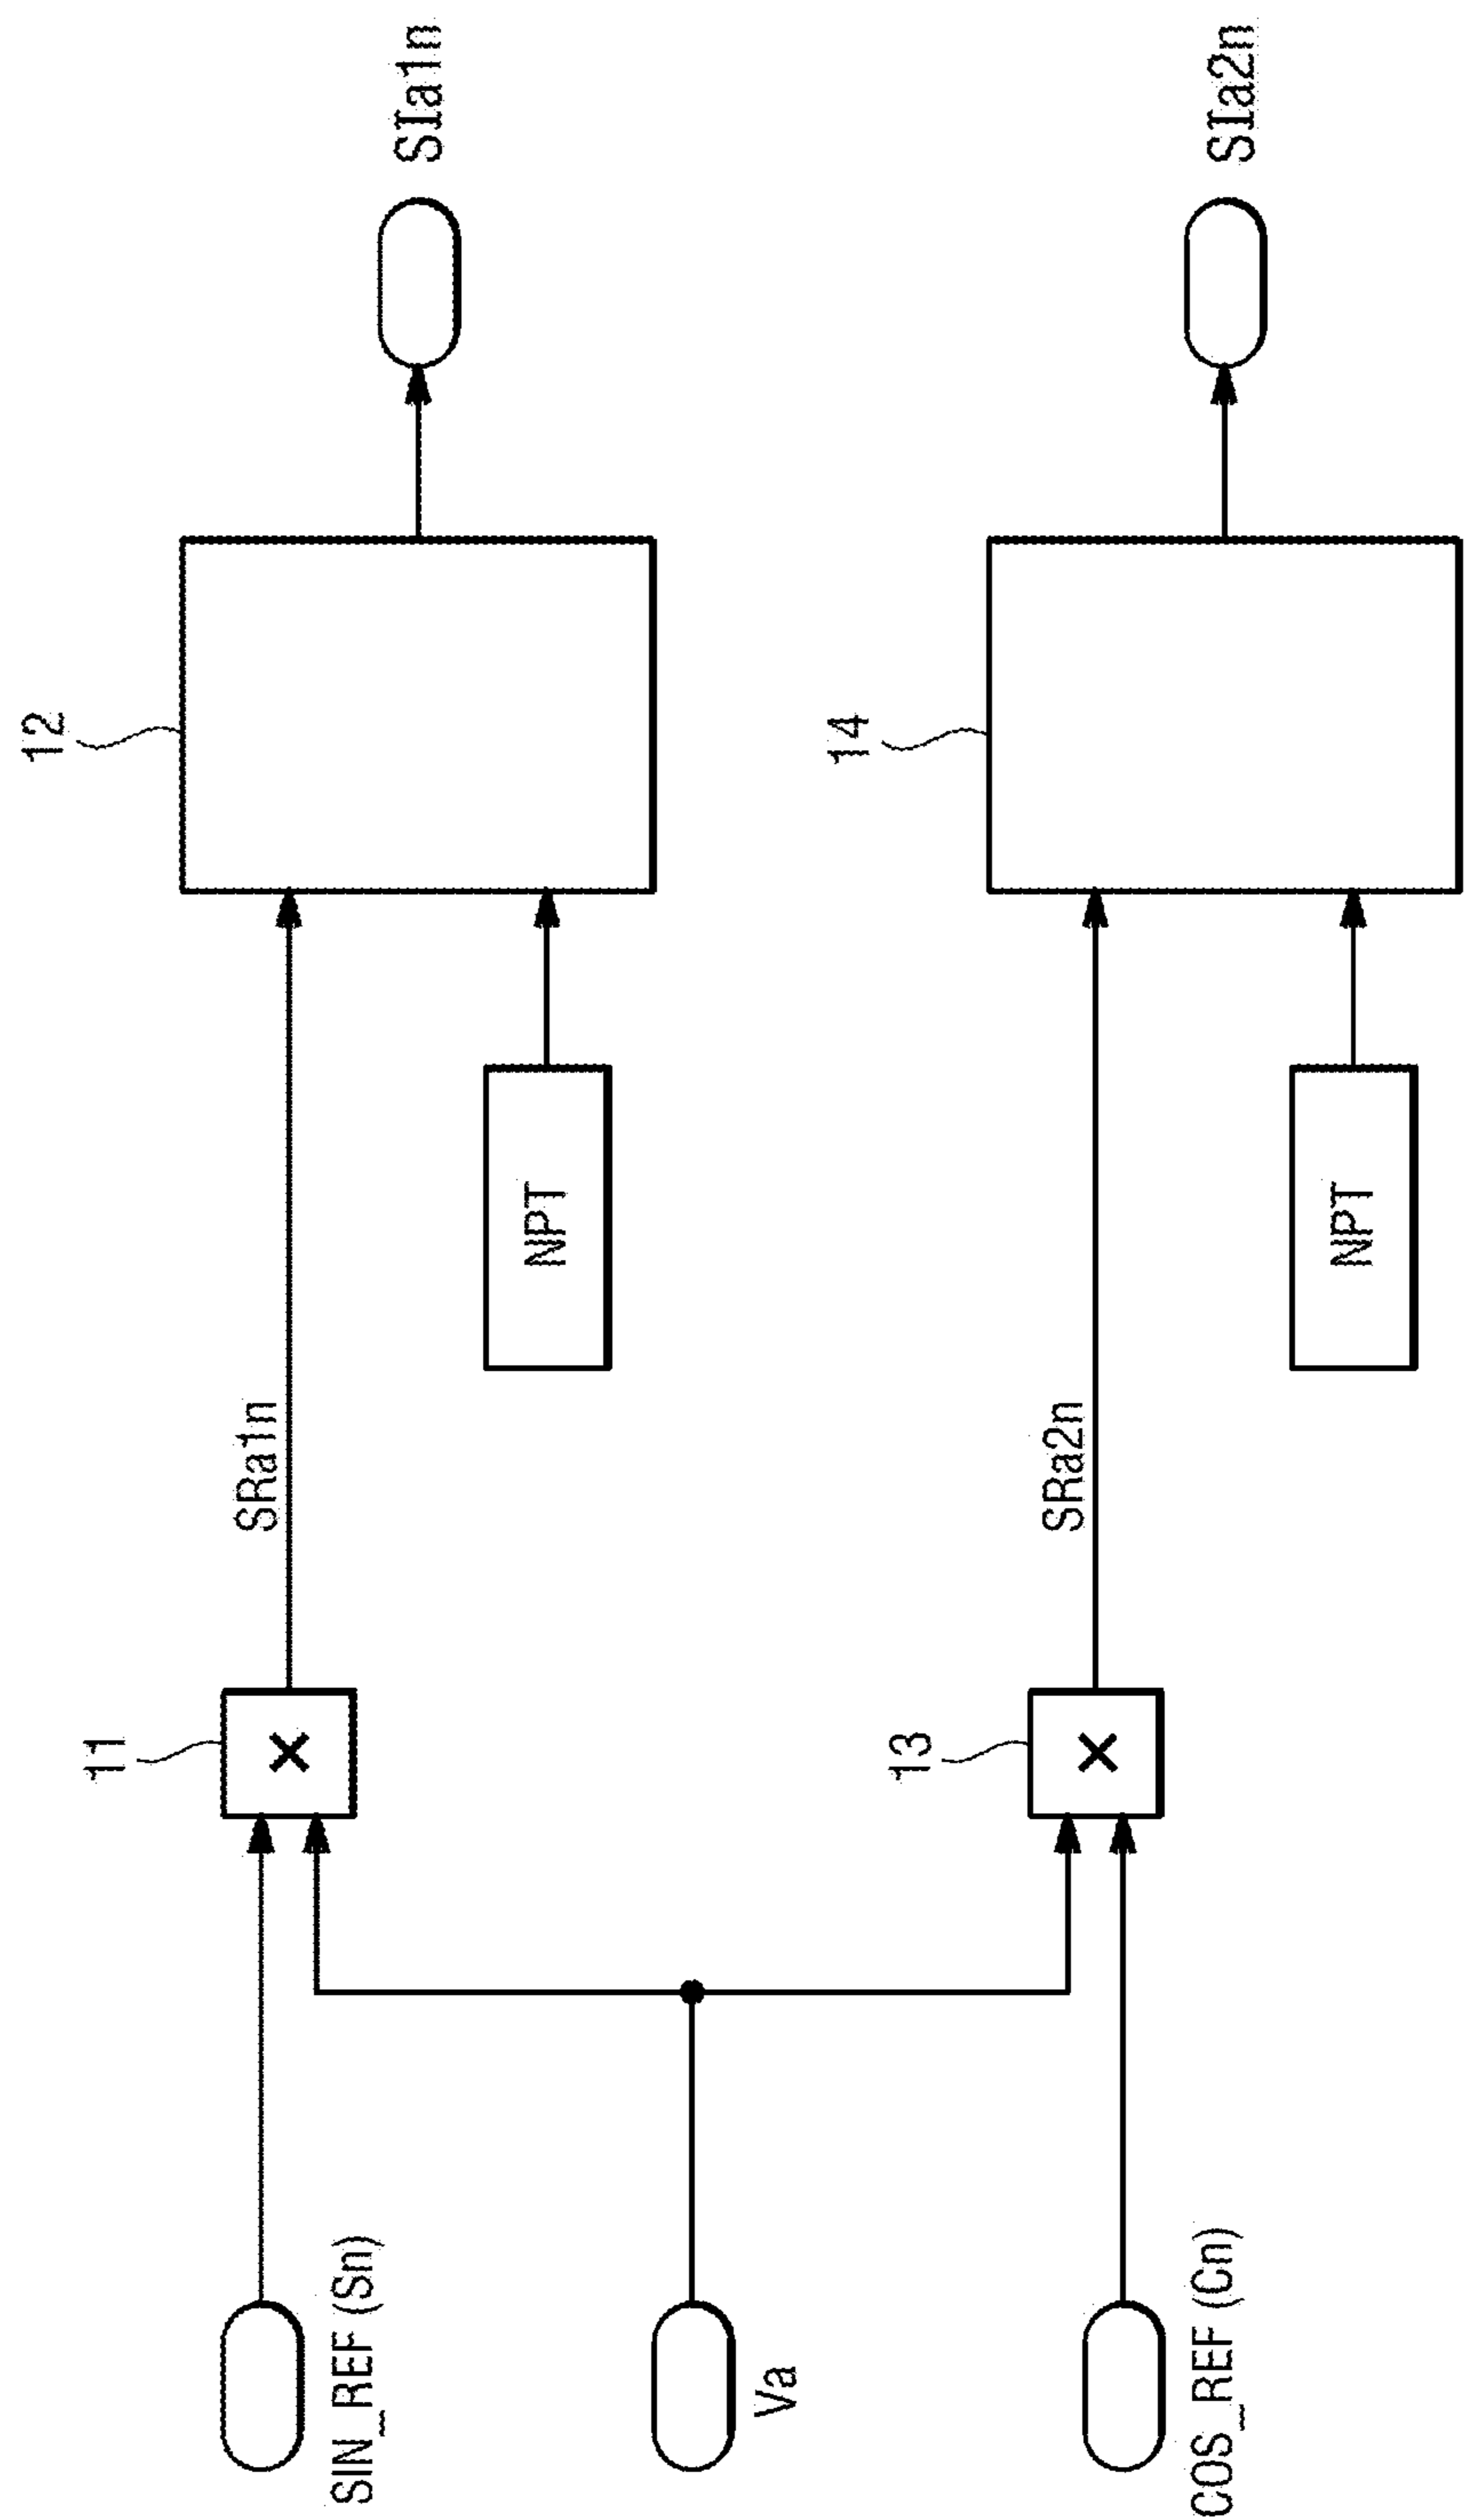 SIN_REF(Sn)
11
SRa1n
NPT
12
SIa1n
Va
COS_REF(Cn)
13
SRa2n
NPT
14
SIa2n